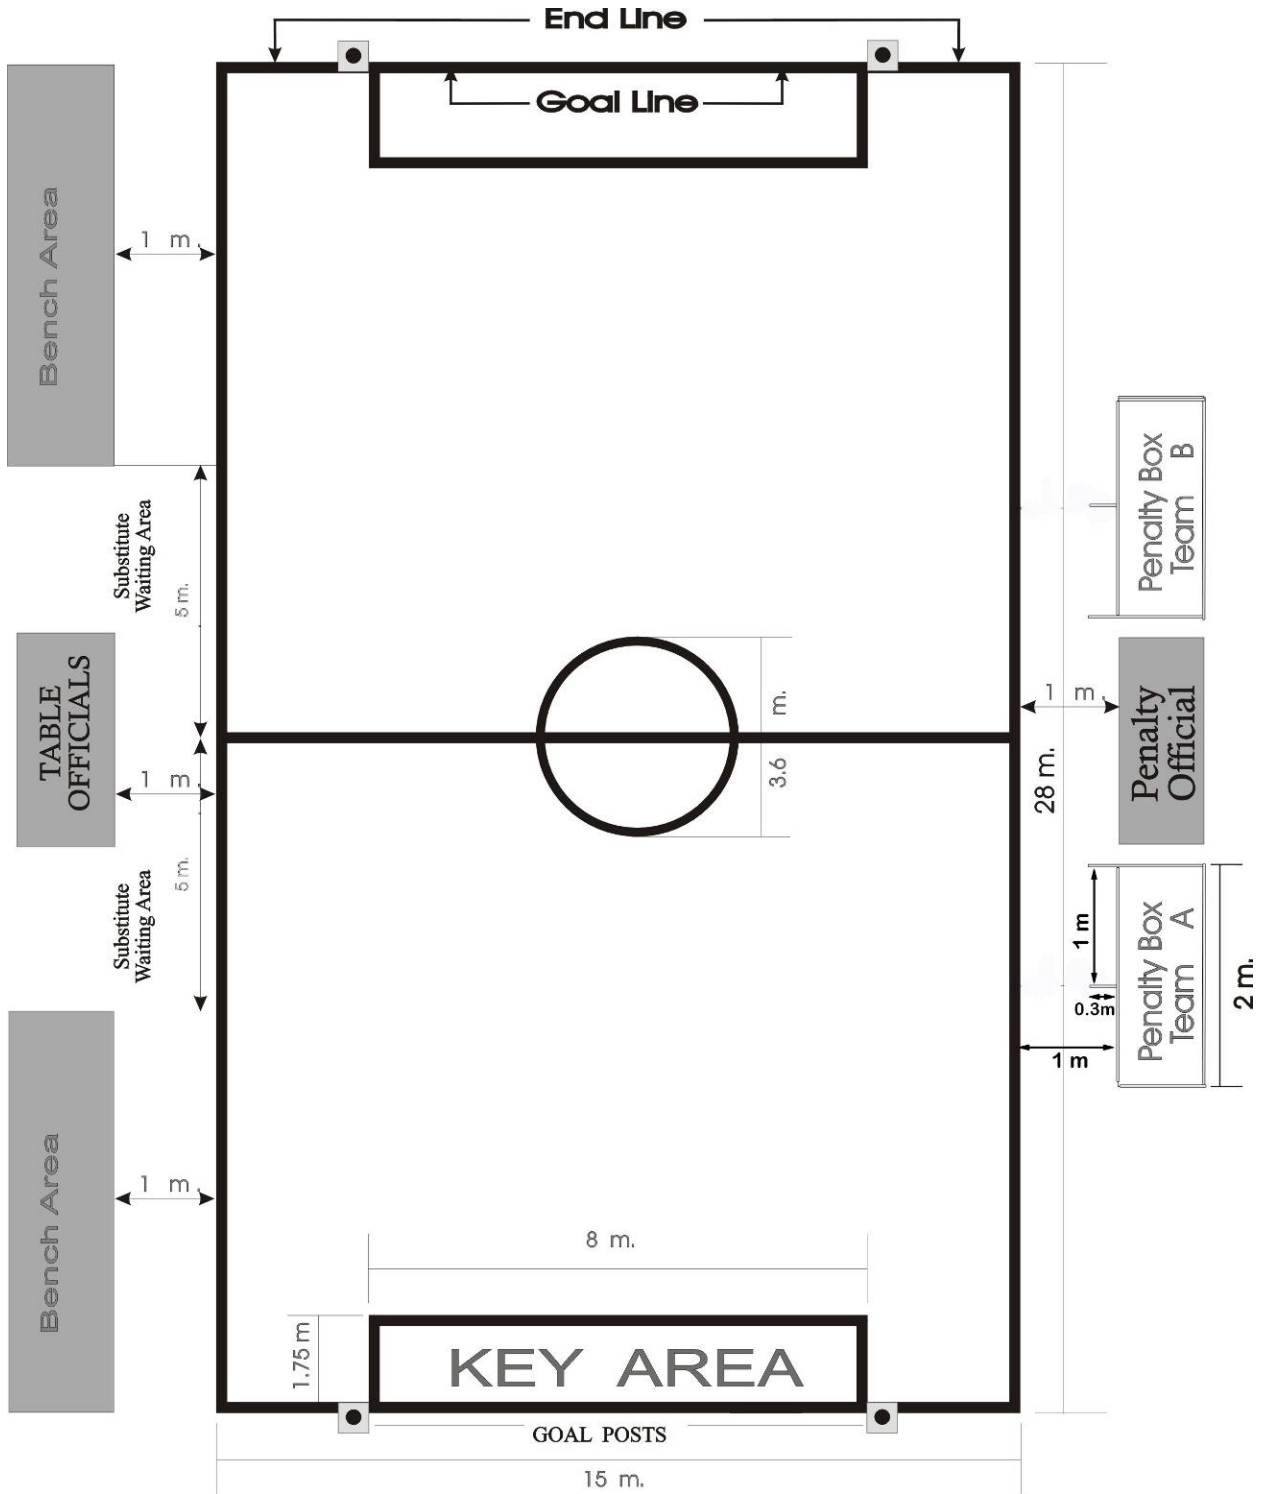 End Line
Goal Line
Bench Area
1 m.
Substitute
Waiting Area
5 m.
Penalty Box
Team B
TABLE
OFFICIALS
1 m.
m.
3.6
1 m.
28 m.
Penalty
Official
5 m.
Substitute
Waiting Area
1 m
0.3m
1 m
Penalty Box
Team A
2 m.
Bench Area
1 m.
8 m.
1.75 m
KEY AREA
GOAL POSTS
15 m.